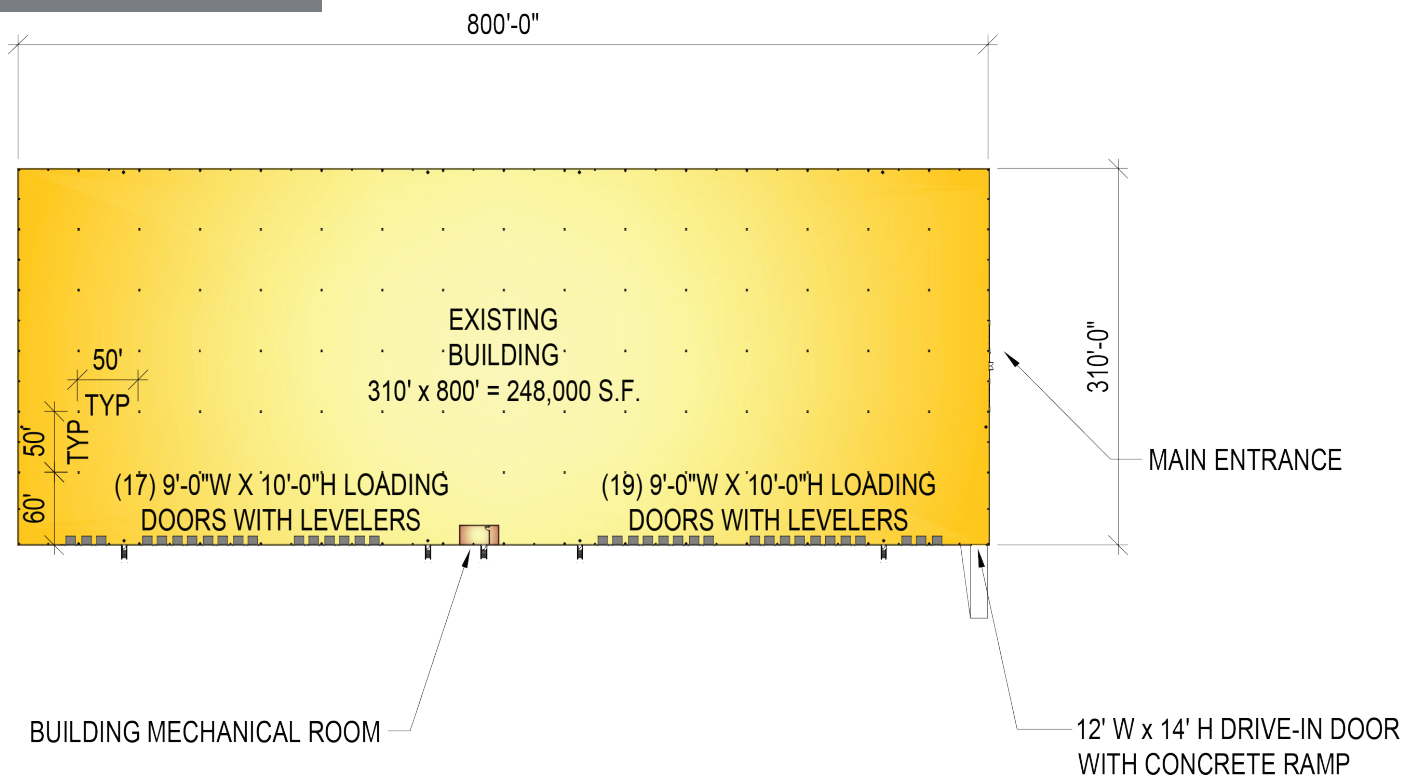 800'-0"
EXISTING
BUILDING
310' x 800' = 248,000 S.F.
310'-0"
50'
TYP
50'
TYP
60'
(17) 9'-0"W X 10'-0"H LOADING
DOORS WITH LEVELERS
(19) 9'-0"W X 10'-0"H LOADING
DOORS WITH LEVELERS
MAIN ENTRANCE
BUILDING MECHANICAL ROOM
12' W x 14' H DRIVE-IN DOOR
WITH CONCRETE RAMP